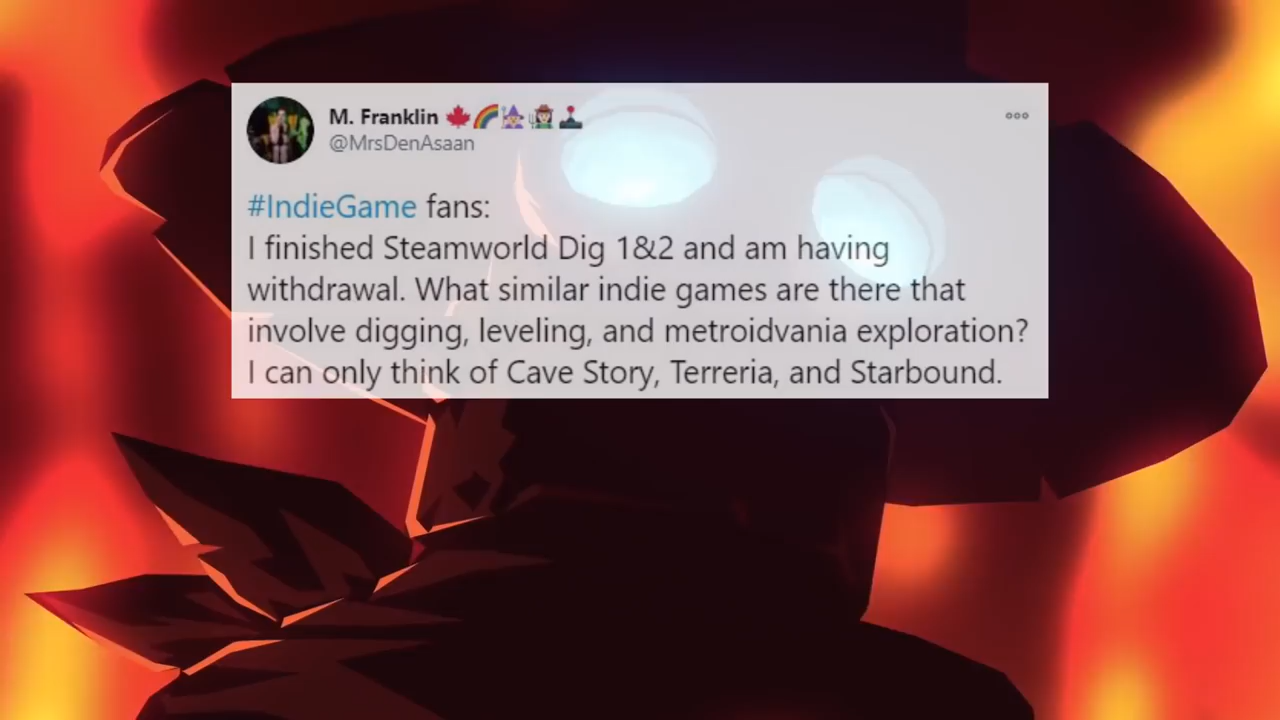 M. Franklin 🍁🌈🧙‍♀️👩‍🌾🕹️
@MrsDenAsaan
#IndieGame fans:
I finished Steamworld Dig 1&2 and am having
withdrawal. What similar indie games are there that
involve digging, leveling, and metroidvania exploration?
I can only think of Cave Story, Terreria, and Starbound.